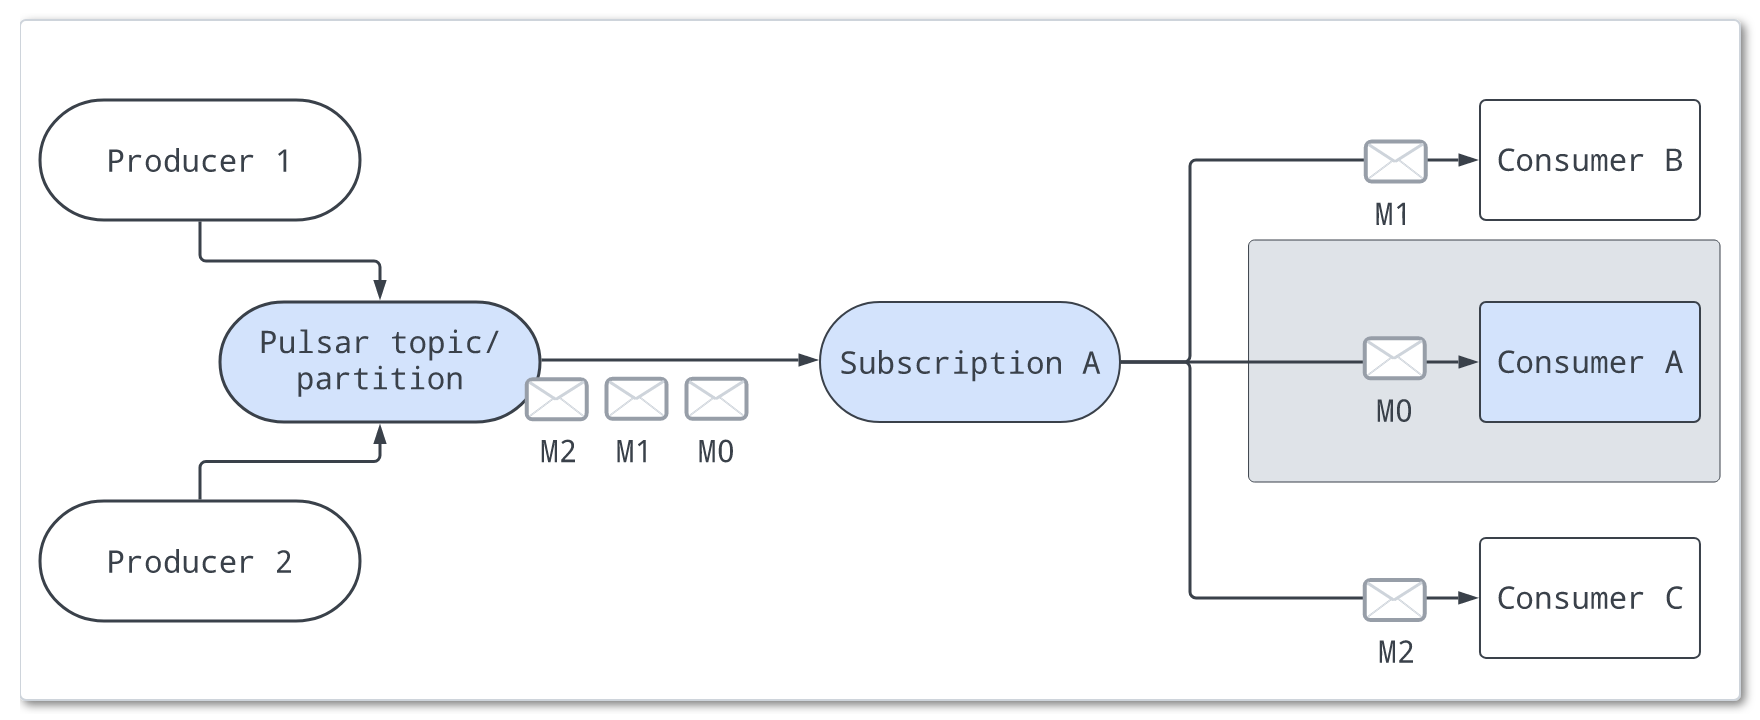 Producer 1
Consumer B
M1
Pulsar topic/
partition
Subscription A
Consumer A
M2 M1 M0
M0
Producer 2
Consumer C
M2